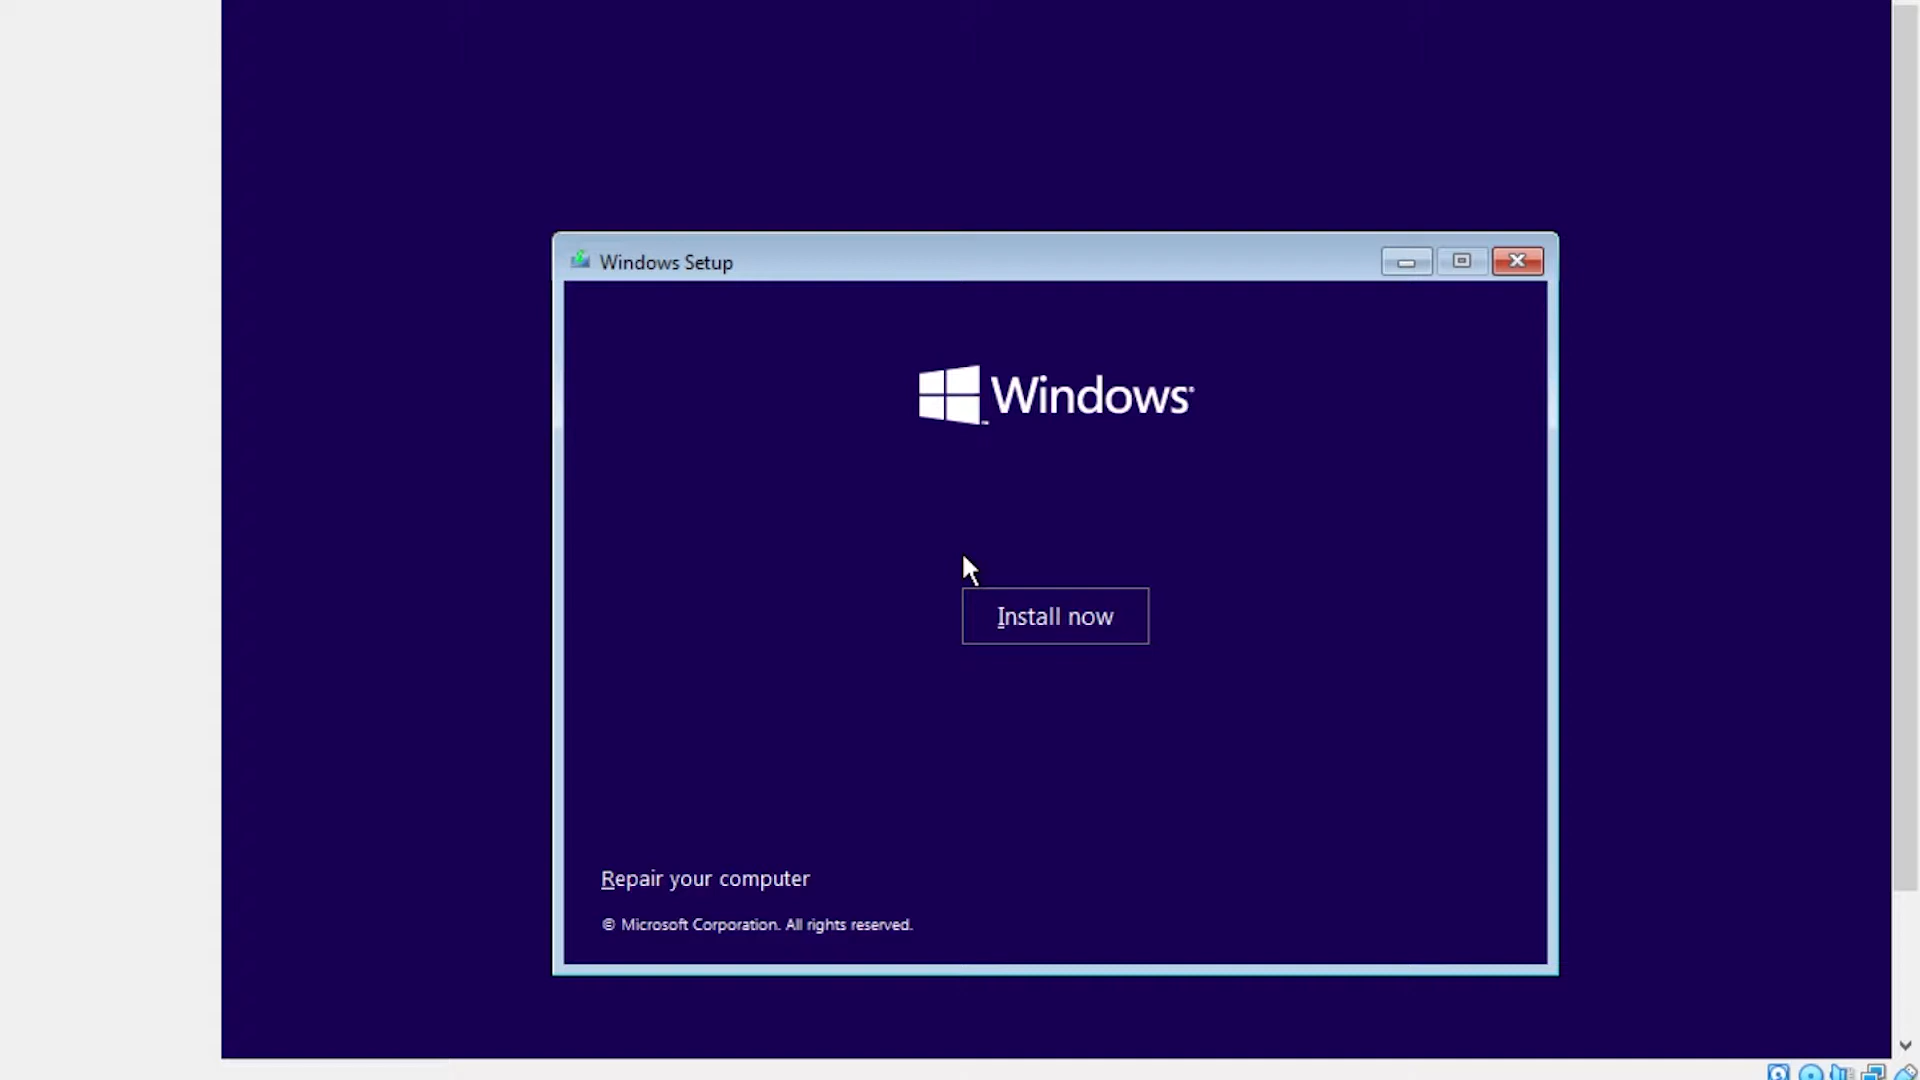 Windows Setup
Windows
Install now
Repair your computer
© Microsoft Corporation. All rights reserved.